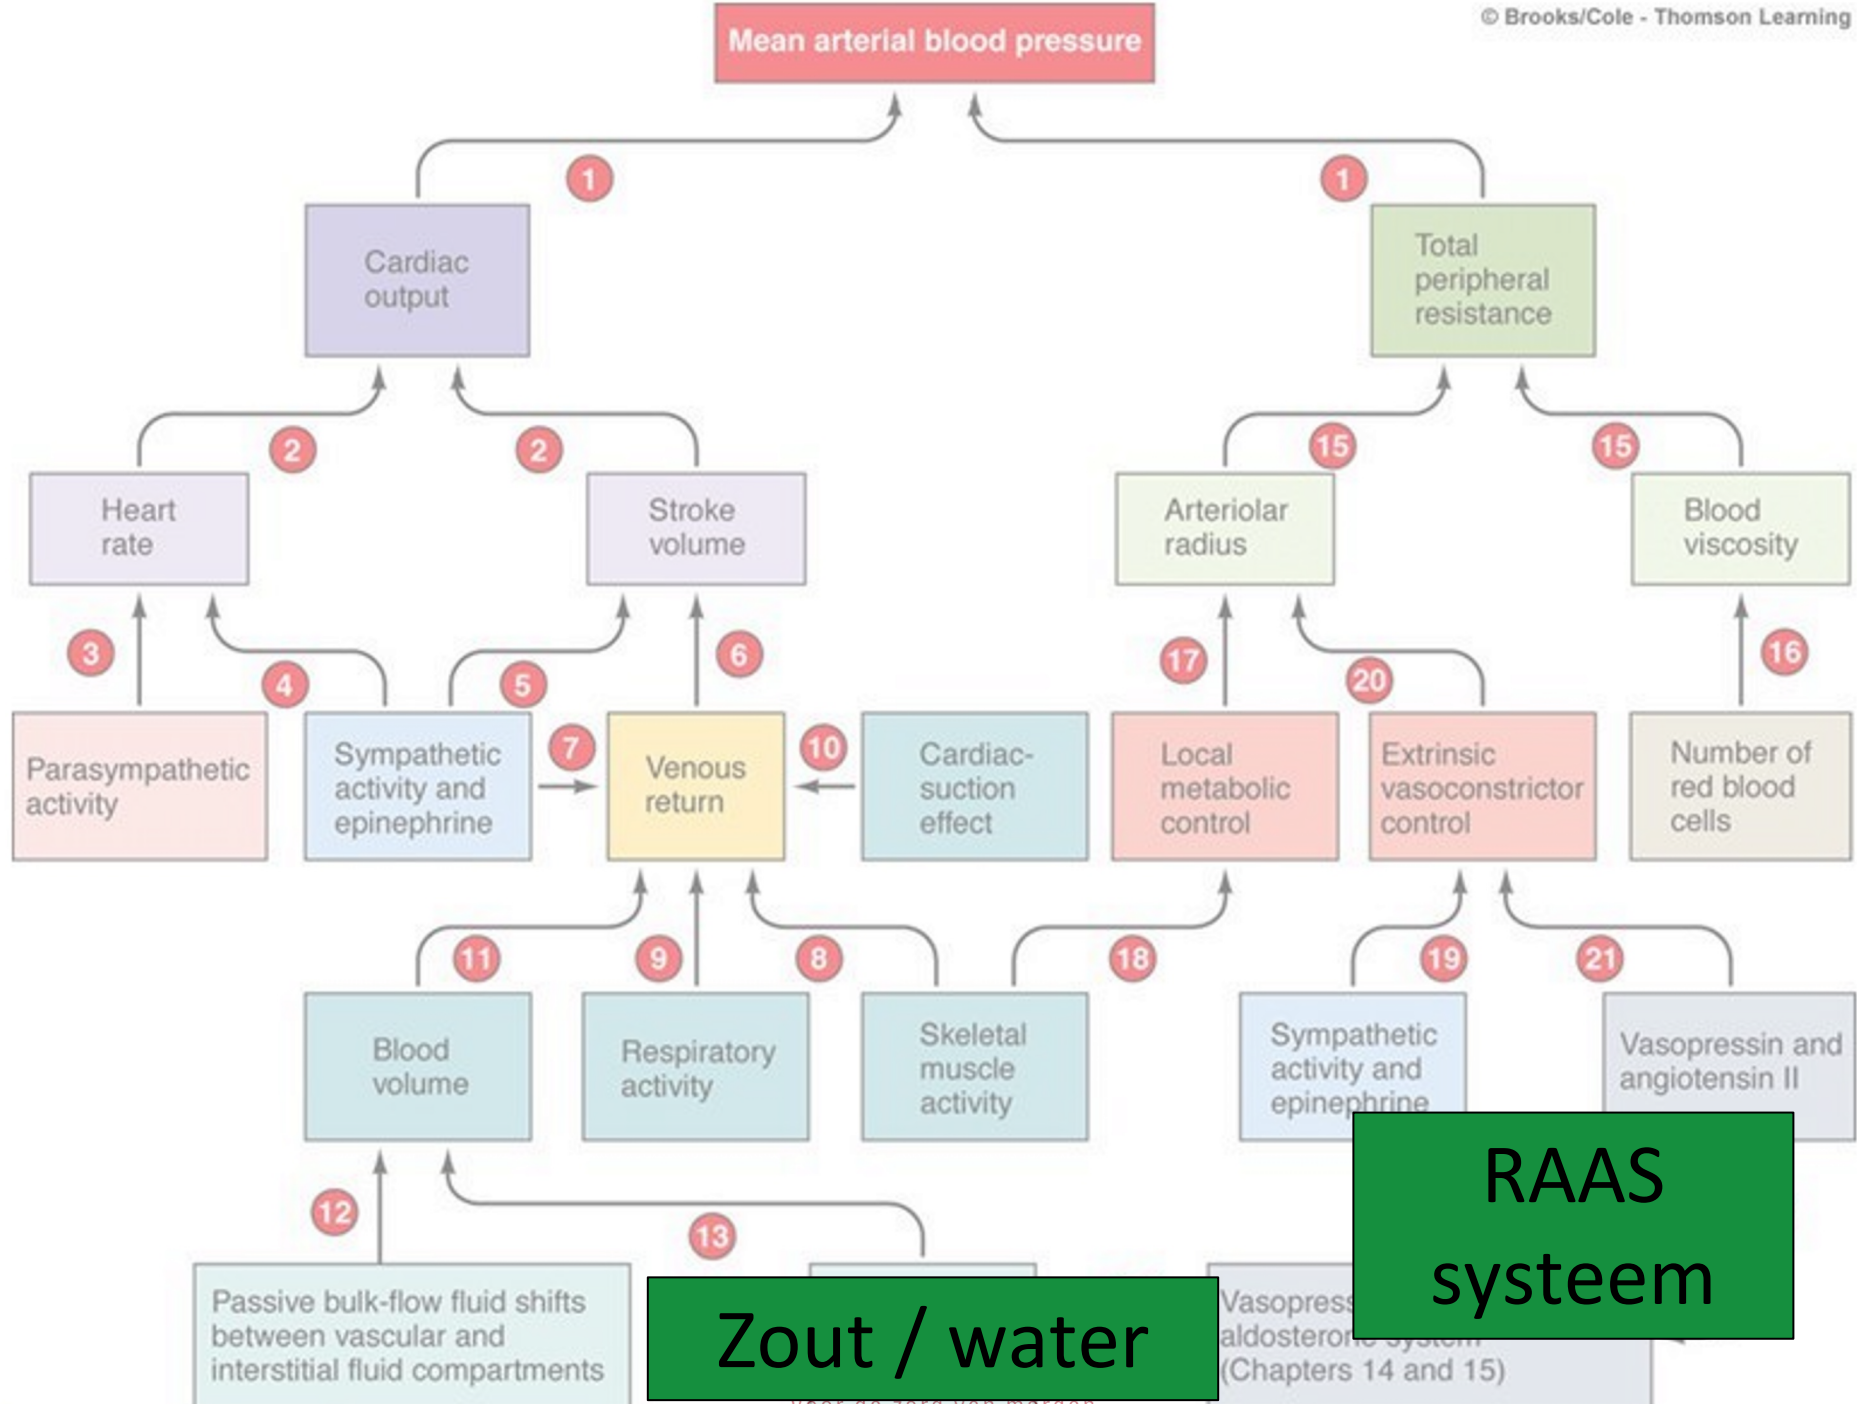 © Brooks/Cole - Thomson Learning
Mean arterial blood pressure
1
1
Cardiac
output
Total
peripheral
resistance
2
2
15
15
Heart
rate
Stroke
volume
Arteriolar
radius
Blood
viscosity
3
4
5
6
17
20
16
Parasympathetic
activity
Sympathetic
activity and
epinephrine
7
Venous
return
10
Cardiac-
suction
effect
Local
metabolic
control
Extrinsic
vasoconstrictor
control
Number of
red blood
cells
11
9
8
18
19
21
Blood
volume
Respiratory
activity
Skeletal
muscle
activity
Sympathetic
activity and
epinephrine
Vasopressin and
angiotensin II
RAAS
systeem
12
13
Passive bulk-flow fluid shifts
between vascular and
interstitial fluid compartments
Zout / water
(Chapters 14 and 15)